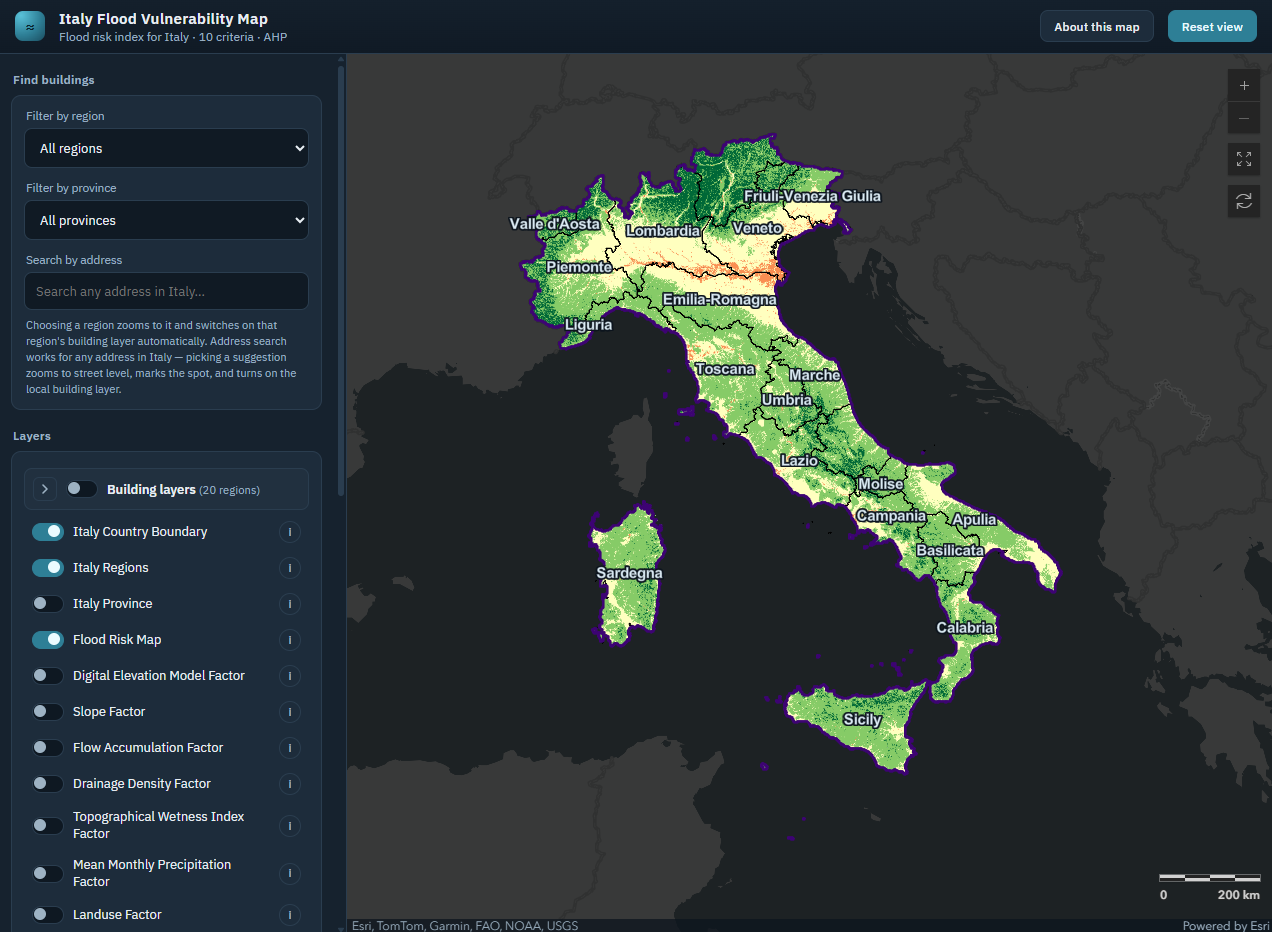 ≈
Italy Flood Vulnerability Map
Flood risk index for Italy · 10 criteria · AHP
About this map
Reset view
Find buildings
Filter by region
All regions
Filter by province
All provinces
Search by address
Search any address in Italy...
Choosing a region zooms to it and switches on that
region's building layer automatically. Address search
works for any address in Italy — picking a suggestion
zooms to street level, marks the spot, and turns on the
local building layer.
Layers
Building layers (20 regions)
Italy Country Boundary
i
Italy Regions
i
Italy Province
i
Flood Risk Map
i
Digital Elevation Model Factor
i
Slope Factor
i
Flow Accumulation Factor
i
Drainage Density Factor
i
Topographical Wetness Index
Factor
i
Mean Monthly Precipitation
Factor
i
Landuse Factor
i
Friuli-Venezia Giulia
Valle d'Aosta
Lombardia
Veneto
Piemonte
Emilia-Romagna
Liguria
Toscana
Marche
Umbria
Lazio
Molise
Campania
Apulia
Basilicata
Sardegna
Calabria
Sicily
0
200 km
Esri, TomTom, Garmin, FAO, NOAA, USGS
Powered by Esri